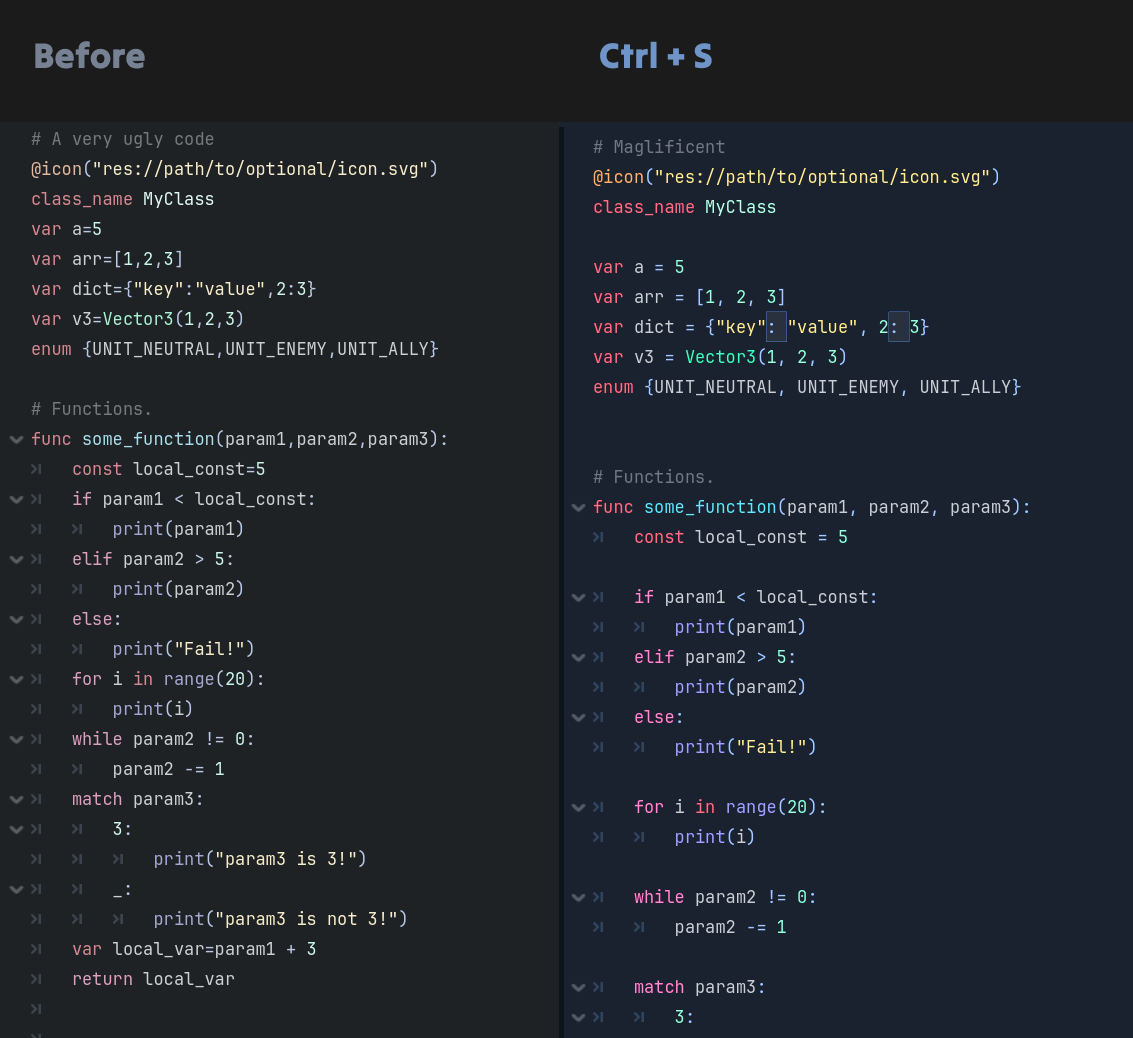 Before
# A very ugly code
@icon("res://path/to/optional/icon.svg")
class_name MyClass
var a=5
var arr=[1,2,3]
var dict={"key":"value",2:3}
var v3=Vector3(1,2,3)
enum {UNIT_NEUTRAL,UNIT_ENEMY,UNIT_ALLY}
# Functions.
func some_function(param1,param2,param3):
const local_const=5
if param1 < local_const:
print(param1)
elif param2 > 5:
print(param2)
else:
print("Fail!")
for i in range(20):
print(i)
while param2 != 0:
param2 -= 1
match param3:
3:
print("param3 is 3!")
_:
print("param3 is not 3!")
var local_var=param1 + 3
return local_var
Ctrl + S
# Maglificent
@icon("res://path/to/optional/icon.svg")
class_name MyClass
var a = 5
var arr = [1, 2, 3]
var dict = {"key": "value", 2: 3}
var v3 = Vector3(1, 2, 3)
enum {UNIT_NEUTRAL, UNIT_ENEMY, UNIT_ALLY}
# Functions.
func some_function(param1, param2, param3):
const local_const = 5
if param1 < local_const:
print(param1)
elif param2 > 5:
print(param2)
else:
print("Fail!")
for i in range(20):
print(i)
while param2 != 0:
param2 -= 1
match param3:
3: